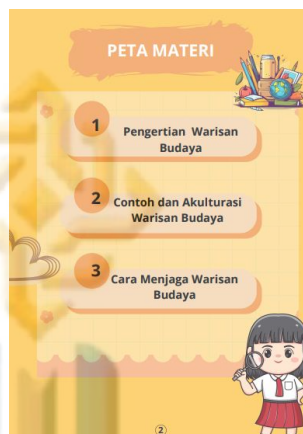 PETA MATERI
1
Pengertian Warisan
Budaya
2
Contoh dan Akulturasi
Warisan Budaya
3
Cara Menjaga Warisan
Budaya
2